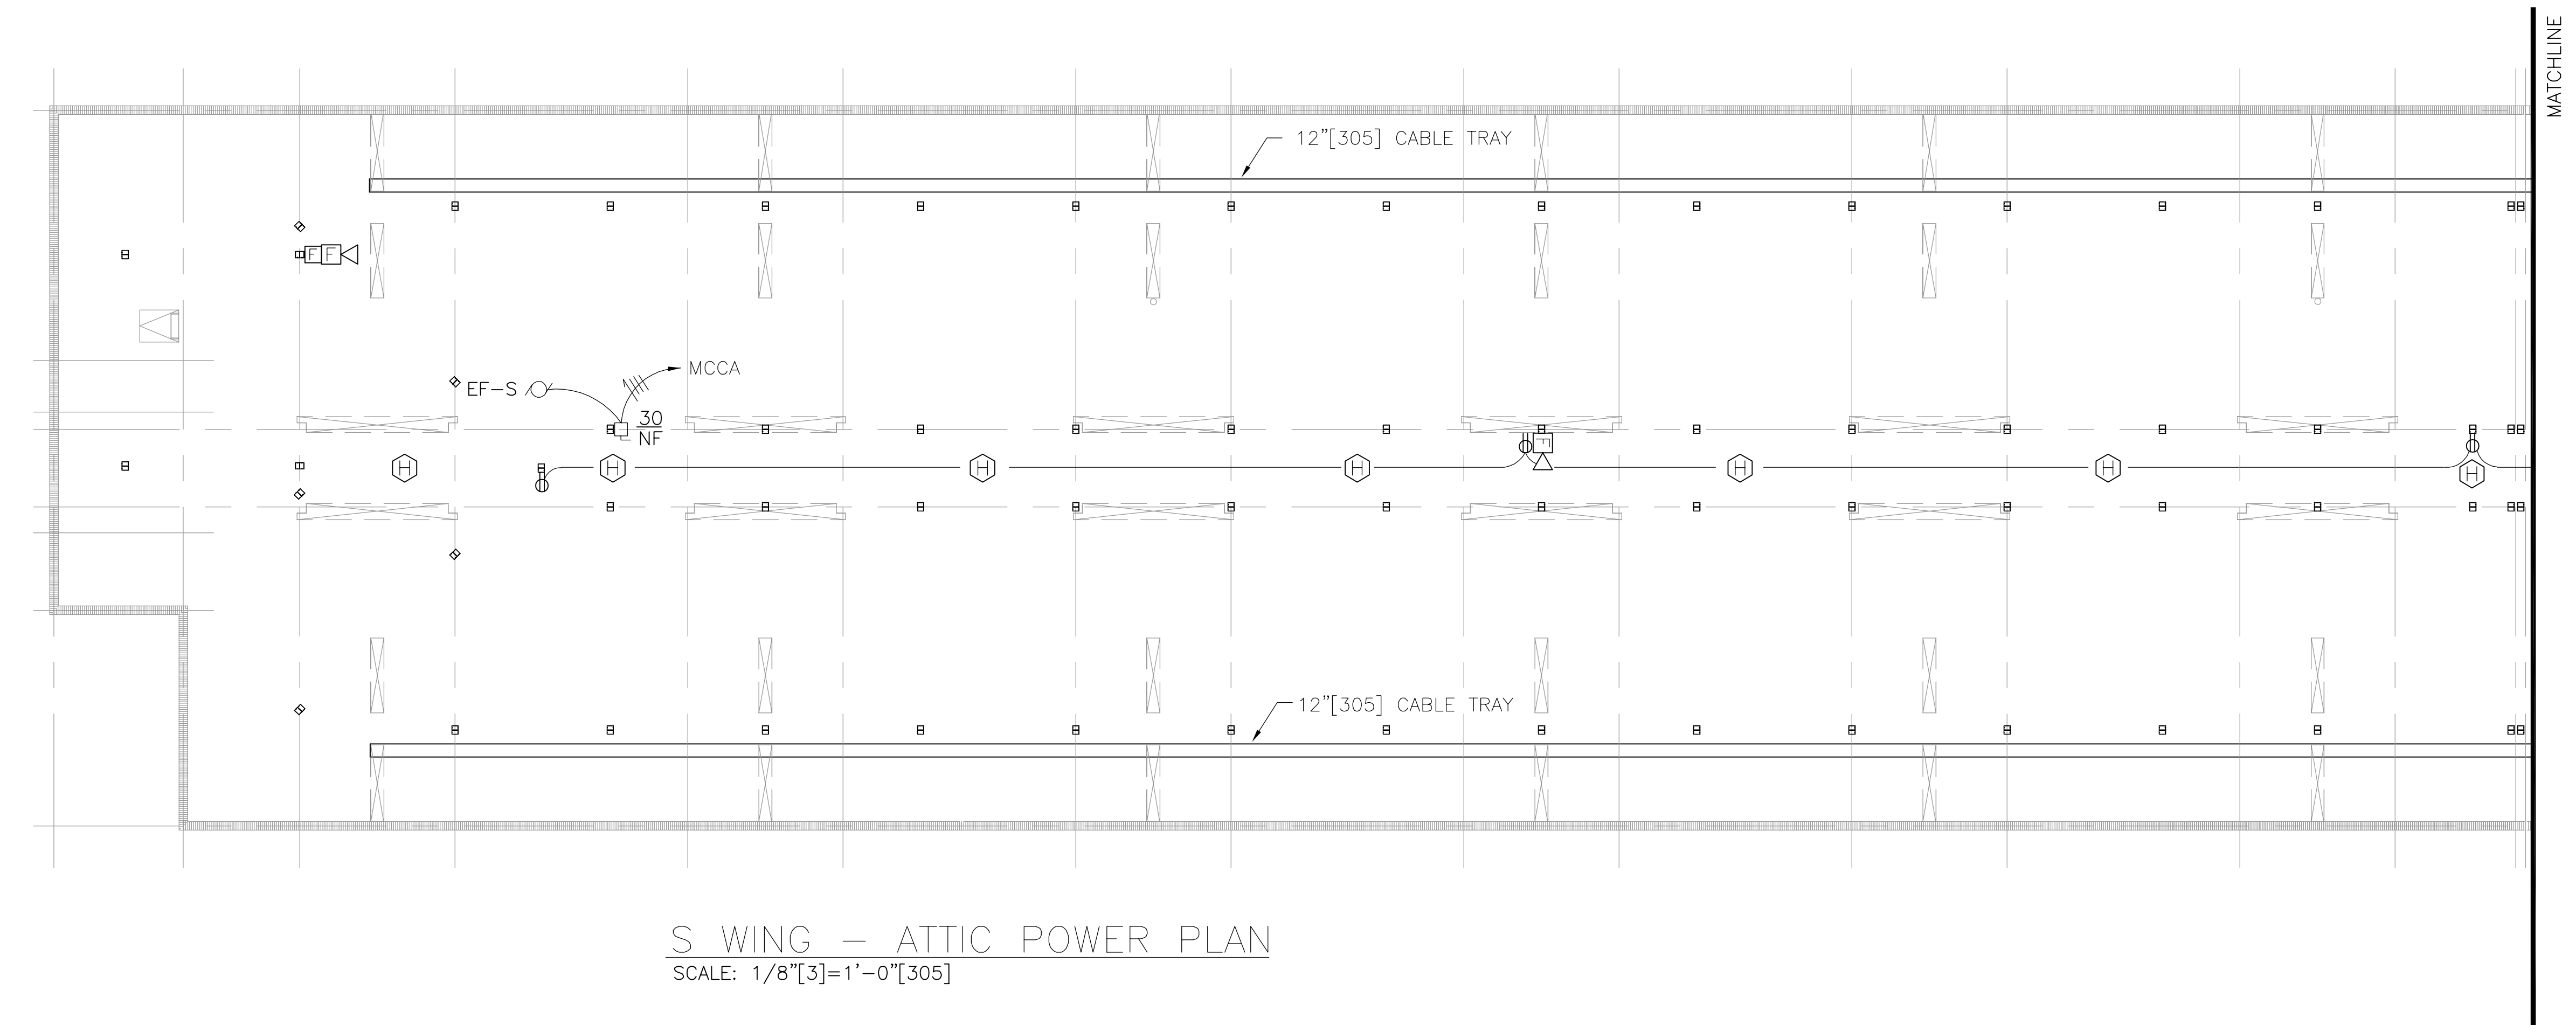 MATCHLINE
12”[305] CABLE TRAY
F F
MCCA
EF-S
30
NF
F
H H H H H H H
12”[305] CABLE TRAY
S WING - ATTIC POWER PLAN
SCALE: 1/8”[3]=1’-0”[305]